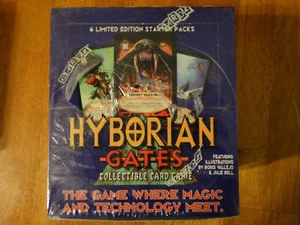 6 LIMITED EDITION STARTER PACKS
HYBORIAN
-GATES-
COLLECTIBLE CARD GAME
FEATURING
ILLUSTRATIONS
BY BORIS VALLEJO
& JULIE BELL
THE GAME WHERE MAGIC
AND TECHNOLOGY MEET.